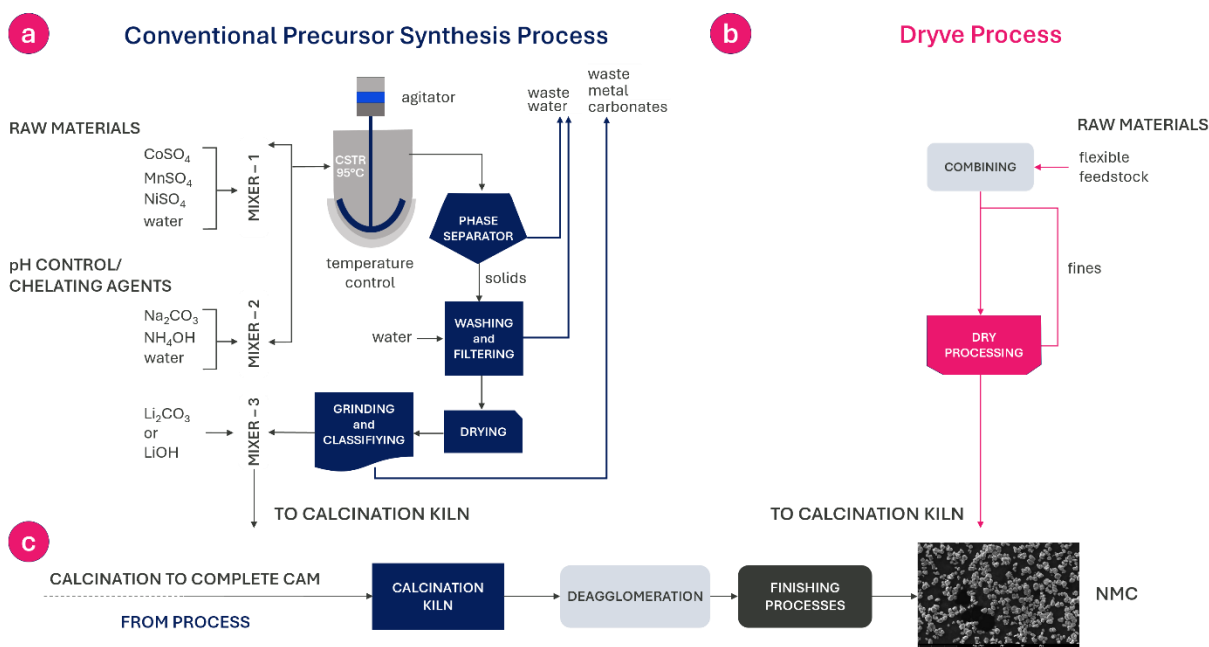 a
Conventional Precursor Synthesis Process
RAW MATERIALS
CoSO₄
MnSO₄
NiSO₄
water
MIXER – 1
agitator
CSTR
95°C
temperature
control
waste
water
waste
metal
carbonates
PHASE
SEPARATOR
solids
pH CONTROL/
CHELATING AGENTS
Na₂CO₃
NH₄OH
water
MIXER – 2
water
WASHING
and
FILTERING
Li₂CO₃
or
LiOH
MIXER – 3
GRINDING
and
CLASSIFIYING
DRYING
TO CALCINATION KILN
b
Dryve Process
RAW MATERIALS
COMBINING
flexible
feedstock
fines
DRY
PROCESSING
TO CALCINATION KILN
c
CALCINATION TO COMPLETE CAM
FROM PROCESS
CALCINATION
KILN
DEAGGLOMERATION
FINISHING
PROCESSES
NMC